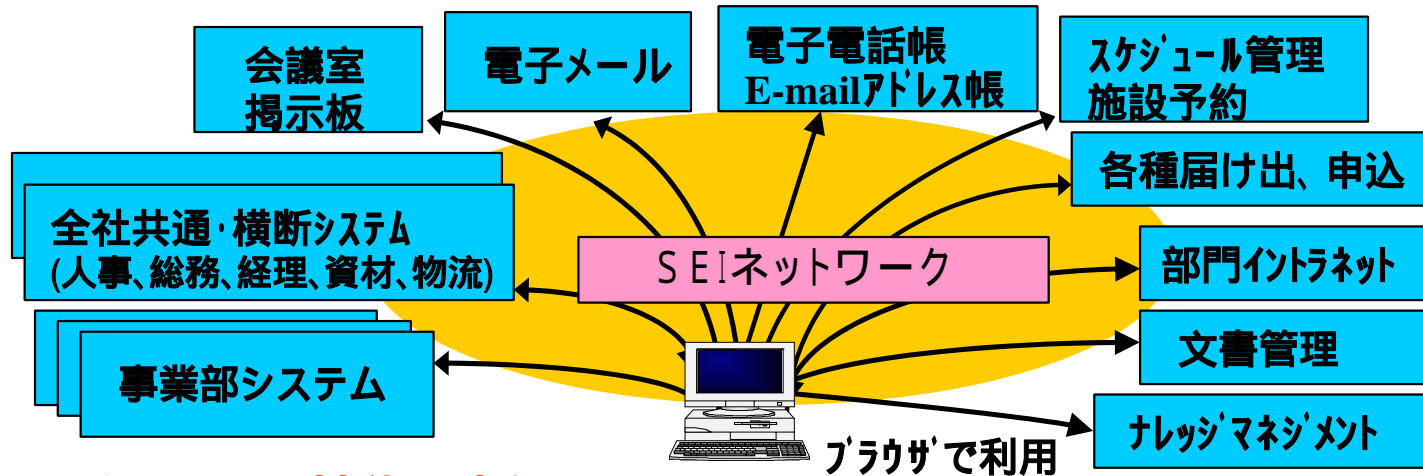 会議室
掲示板
電子メール
電子電話帳
E-mailｱﾄﾞﾚｽ帳
ｽｹｼﾞｭｰﾙ管理
施設予約
各種届け出、申込
全社共通･横断ｼｽﾃﾑ
(人事､総務､経理､資材､物流)
ＳＥＩネットワーク
部門ｲﾝﾄﾗﾈｯﾄ
事業部システム
文書管理
ﾅﾚｯｼﾞﾏﾈｼﾞﾒﾝﾄ
ﾌﾞﾗｳｻﾞで利用